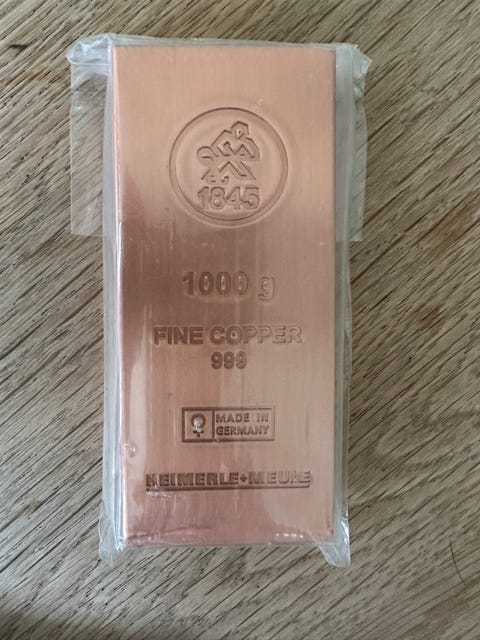 1845
1000 g
FINE COPPER
999
MADE IN
GERMANY
HEIMERLE+MEULE